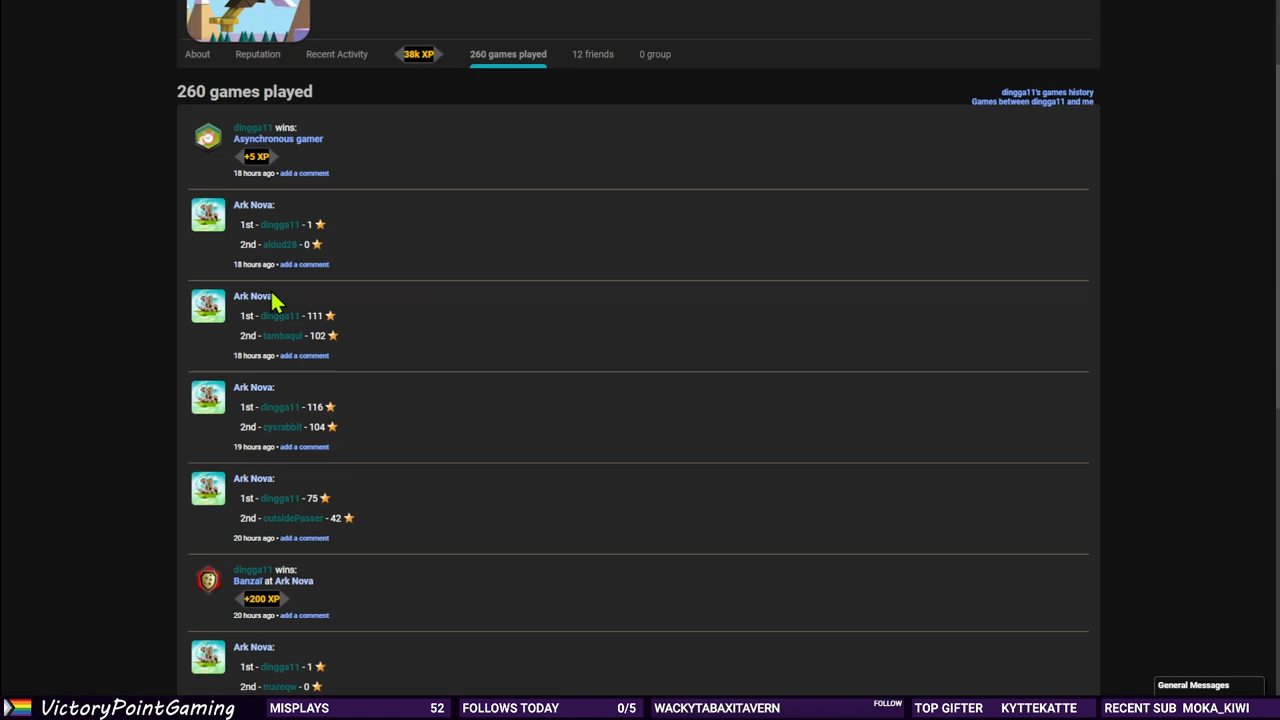 About Reputation Recent Activity 38k XP 260 games played 12 friends 0 group
260 games played
dingga11's games history
Games between dingga11 and me
dingga11 wins:
Asynchronous gamer
+5 XP
18 hours ago • add a comment
Ark Nova:
1st - dingga11 - 1
2nd - aldud28 - 0
18 hours ago • add a comment
Ark Nova
1st - dingga11 - 111
2nd - tambaqui - 102
18 hours ago • add a comment
Ark Nova:
1st - dingga11 - 116
2nd - cysrabbit - 104
19 hours ago • add a comment
Ark Nova:
1st - dingga11 - 75
2nd - outsidePasser - 42
20 hours ago • add a comment
dingga11 wins:
Banzaï at Ark Nova
+200 XP
20 hours ago • add a comment
Ark Nova:
1st - dingga11 - 1
2nd - mareqw - 0
General Messages
VictoryPointGaming MISPLAYS 52 FOLLOWS TODAY 0/5 WACKYTABAXITAVERN FOLLOW TOP GIFTER KYTTEKATTE RECENT SUB MOKA_KIWI